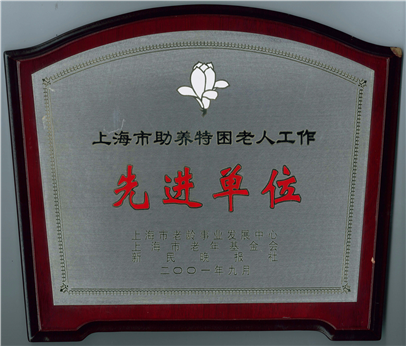 上海市助养特困老人工作
先进单位
上海市老龄事业发展中心
上海市老年基金会
新民晚报社
二〇〇一年九月